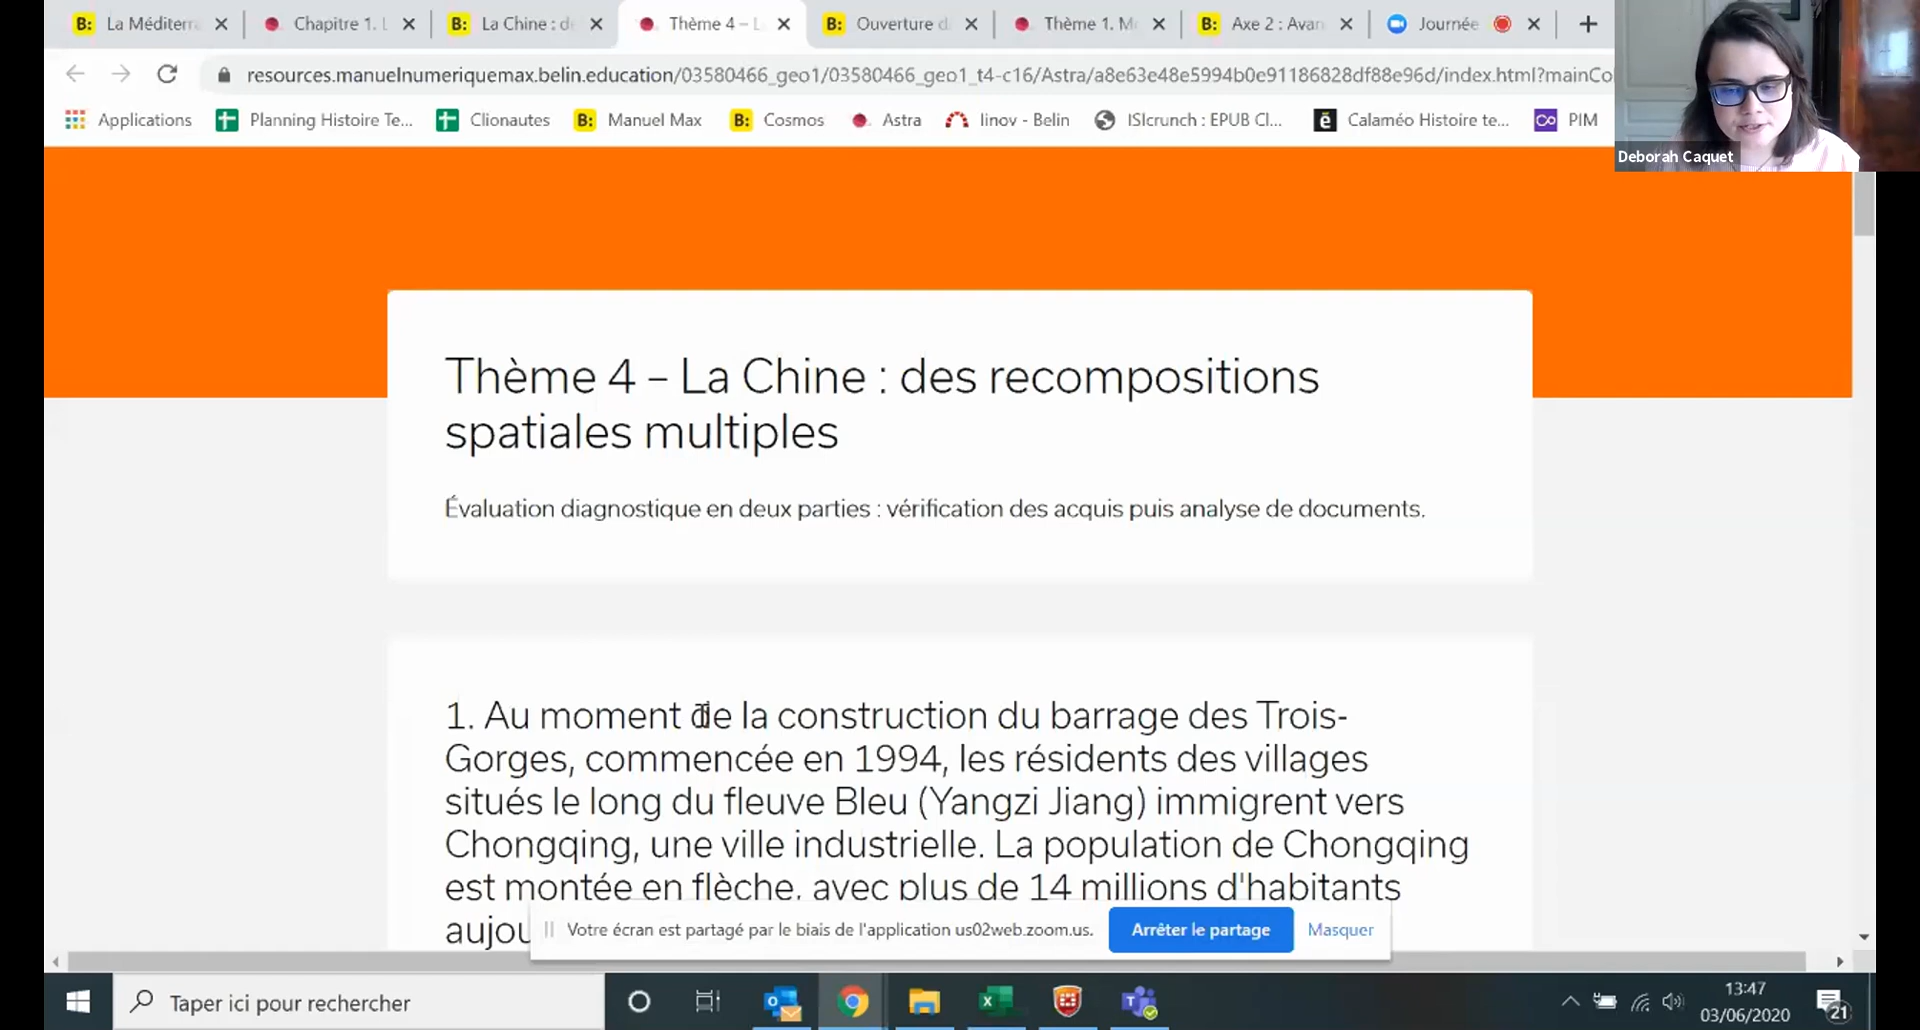 B: La Méditerr
Chapitre 1. L
B: La Chine : d
Thème 4 – L
B: Ouverture d
Thème 1. M
B: Axe 2 : Avan
Journée
resources.manuelnumeriquemax.belin.education/03580466_geo1/03580466_geo1_t4-c16/Astra/a8e63e48e5994b0e91186828df88e96d/index.html?mainCo
Applications
Planning Histoire Te...
Clionautes
B: Manuel Max
B: Cosmos
Astra
Iinov - Belin
ISIcrunch : EPUB Cl...
ē Calaméo Histoire te...
PIM
Deborah Caquet
Thème 4 – La Chine : des recompositions
spatiales multiples
Évaluation diagnostique en deux parties : vérification des acquis puis analyse de documents.
1. Au moment de la construction du barrage des Trois-
Gorges, commencée en 1994, les résidents des villages
situés le long du fleuve Bleu (Yangzi Jiang) immigrent vers
Chongqing, une ville industrielle. La population de Chongqing
est montée en flèche, avec plus de 14 millions d'habitants
aujou
Votre écran est partagé par le biais de l'application us02web.zoom.us.
Arrêter le partage
Masquer
Taper ici pour rechercher
13:47
03/06/2020
21